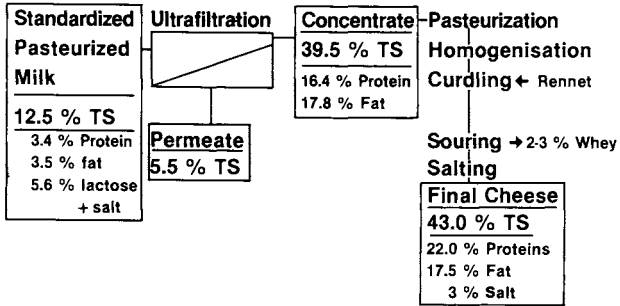 Standardized
Pasteurized
Milk
12.5 % TS
3.4 % Protein
3.5 % fat
5.6 % lactose
+ salt
Ultrafiltration
Permeate
5.5 % TS
Concentrate
39.5 % TS
16.4 % Protein
17.8 % Fat
Pasteurization
Homogenisation
Curdling ← Rennet
Souring → 2-3 % Whey
Salting
Final Cheese
43.0 % TS
22.0 % Proteins
17.5 % Fat
3 % Salt